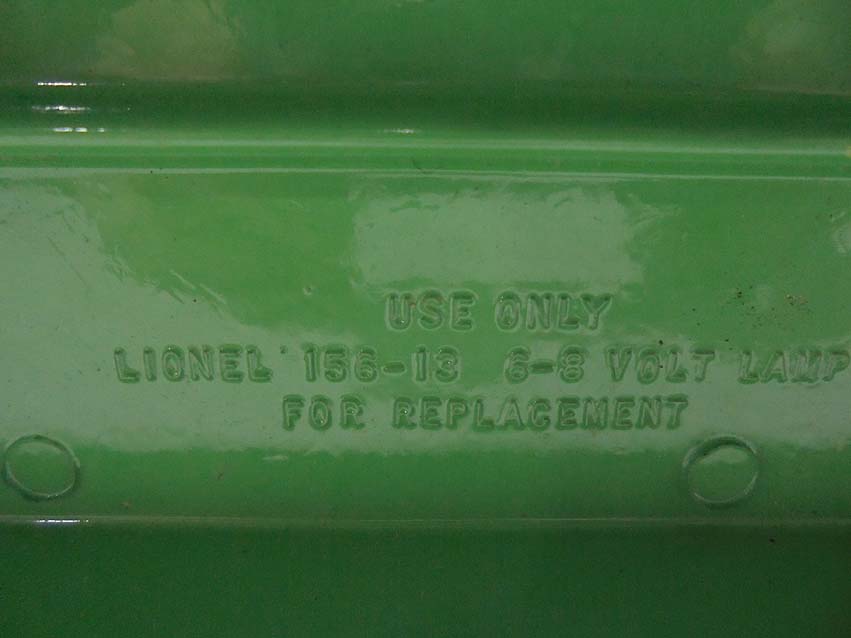 USE ONLY
LIONEL 156-13 6-8 VOLT LAMP
FOR REPLACEMENT